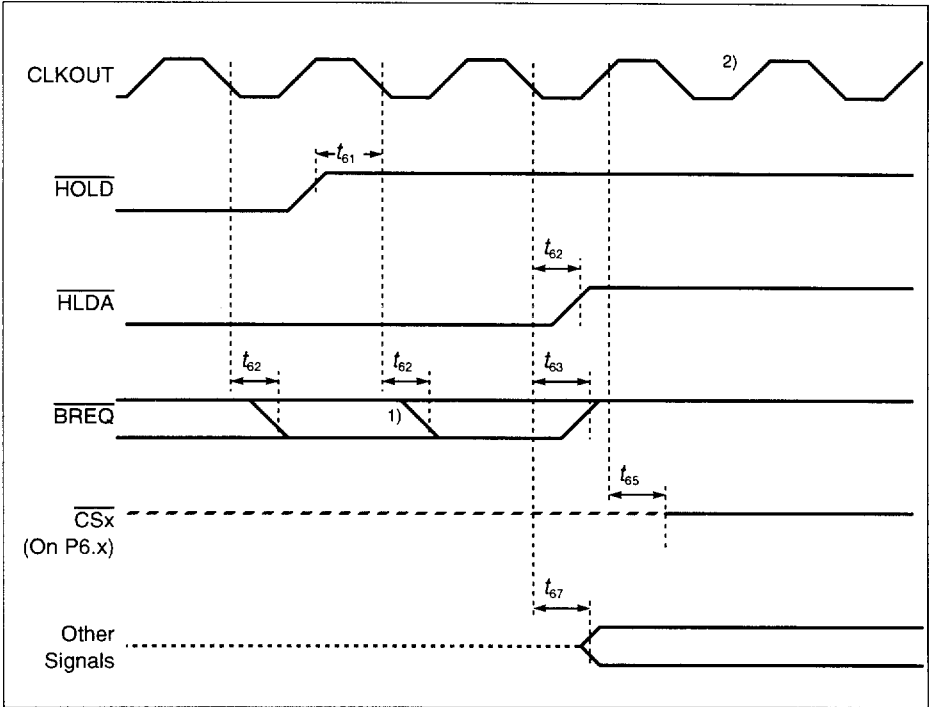 CLKOUT
2)
t61
HOLD
t62
HLDA
t62
t62
t63
BREQ
1)
t65
CSx
(On P6.x)
t67
Other
Signals